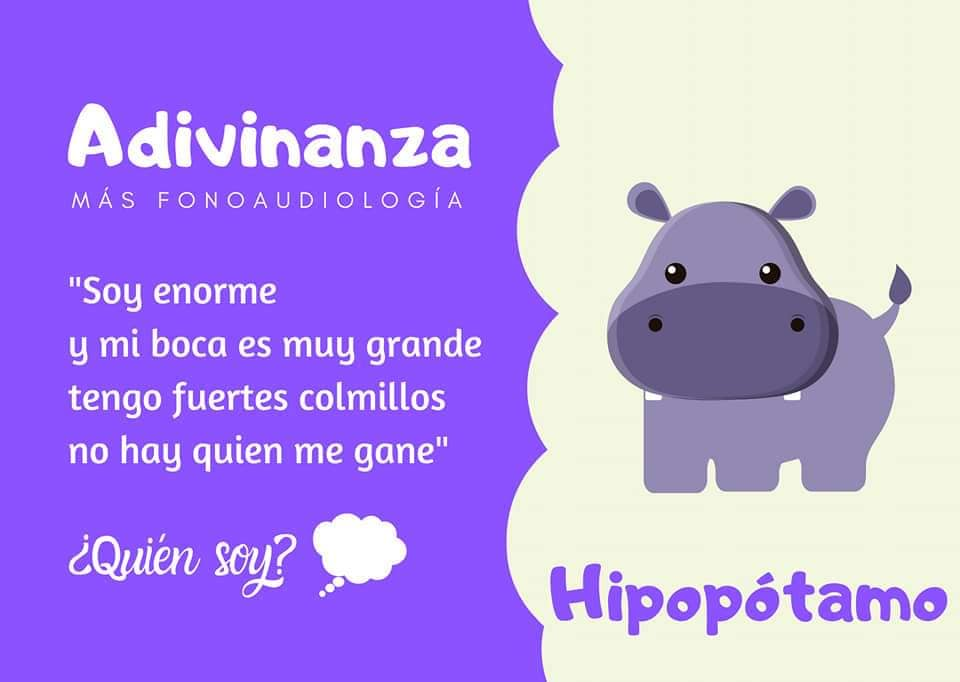 Adivinanza
MÁS FONOAUDIOLOGÍA
"Soy enorme
y mi boca es muy grande
tengo fuertes colmillos
no hay quien me gane"
¿Quién soy?
Hipopótamo